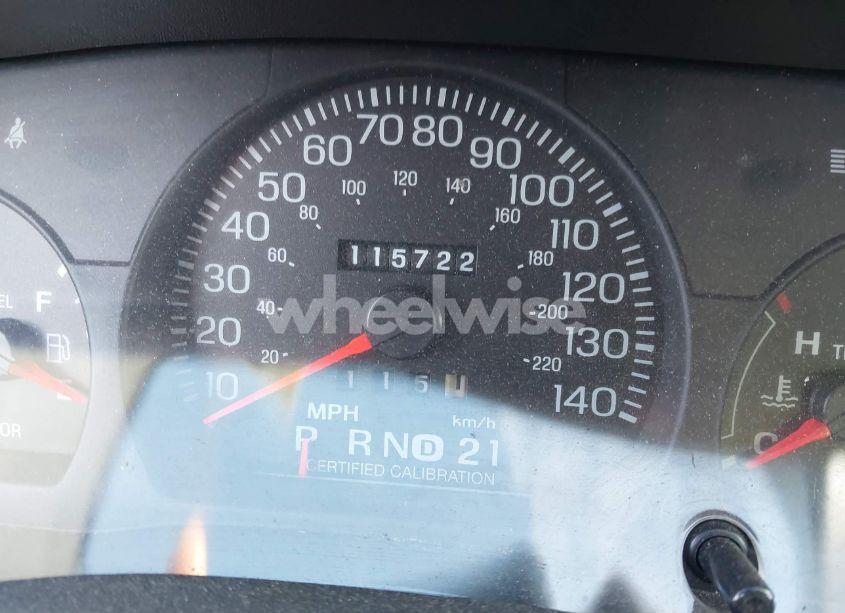 70 80
60 90
50 100
100 120 140
40 80 160 110
115722
30 60 180 120
F
wheelwise
20 40 200 130
H
20 220
10 115 140
MPH km/h
P R N D 2 1
CERTIFIED CALIBRATION